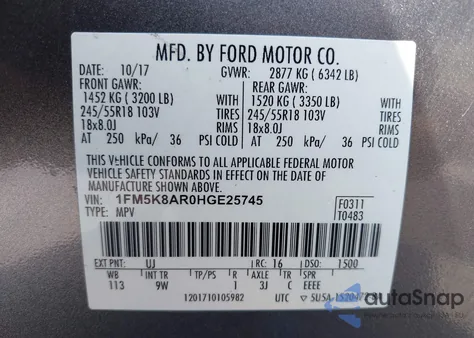 MFD. BY FORD MOTOR CO.
DATE: 10/17 GVWR: 2877 KG ( 6342 LB)
FRONT GAWR: REAR GAWR:
1452 KG ( 3200 LB) WITH 1520 KG ( 3350 LB) WITH
245/55R18 103V TIRES 245/55R18 103V TIRES
18x8.0J RIMS 18x8.0J RIMS
AT 250 kPa/ 36 PSI COLD AT 250 kPa/ 36 PSI COLD
THIS VEHICLE CONFORMS TO ALL APPLICABLE FEDERAL MOTOR
VEHICLE SAFETY STANDARDS IN EFFECT ON THE DATE OF
MANUFACTURE SHOWN ABOVE.
VIN: 1FM5K8AR0HGE25745 F0311
TYPE: MPV T0483
EXT PNT: UJ RC: 16 DSO: 1500
WB INT TR TP/PS R AXLE TR SPR
113 9W 1 3J C EEEE
1201710105982 UTC
autoSnap